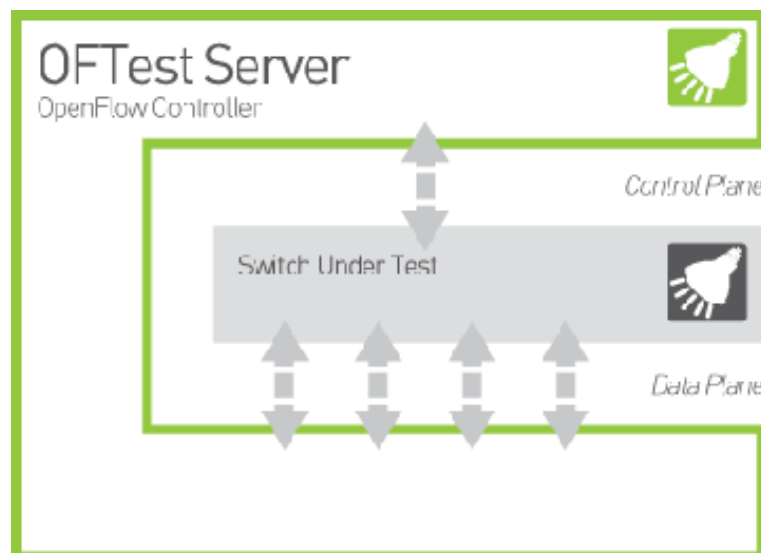 OFTest Server
OpenFlow Controller
Control Plane
Switch Under Test
Data Plane